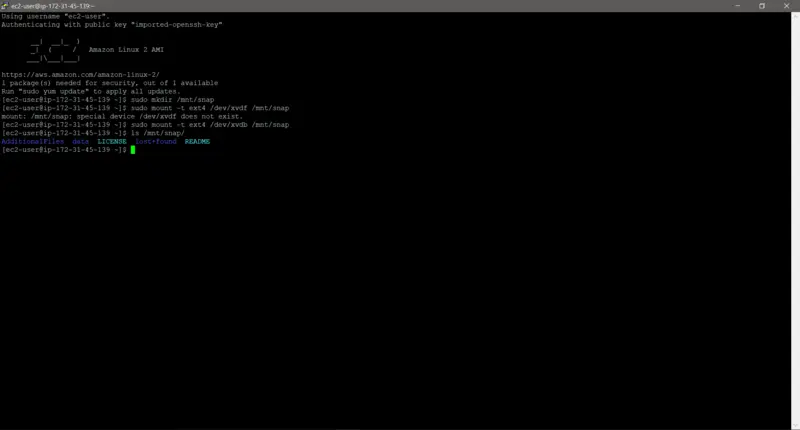 ec2-user@ip-172-31-45-139:~
Using username "ec2-user".
Authenticating with public key "imported-openssh-key"
__|  __|_  )
_|  (     /   Amazon Linux 2 AMI
___|\___|___|
https://aws.amazon.com/amazon-linux-2/
1 package(s) needed for security, out of 1 available
Run "sudo yum update" to apply all updates.
[ec2-user@ip-172-31-45-139 ~]$ sudo mkdir /mnt/snap
[ec2-user@ip-172-31-45-139 ~]$ sudo mount -t ext4 /dev/xvdf /mnt/snap
mount: /mnt/snap: special device /dev/xvdf does not exist.
[ec2-user@ip-172-31-45-139 ~]$ sudo mount -t ext4 /dev/xvdb /mnt/snap
[ec2-user@ip-172-31-45-139 ~]$ ls /mnt/snap/
AdditionalFiles  data  LICENSE  lost+found  README
[ec2-user@ip-172-31-45-139 ~]$